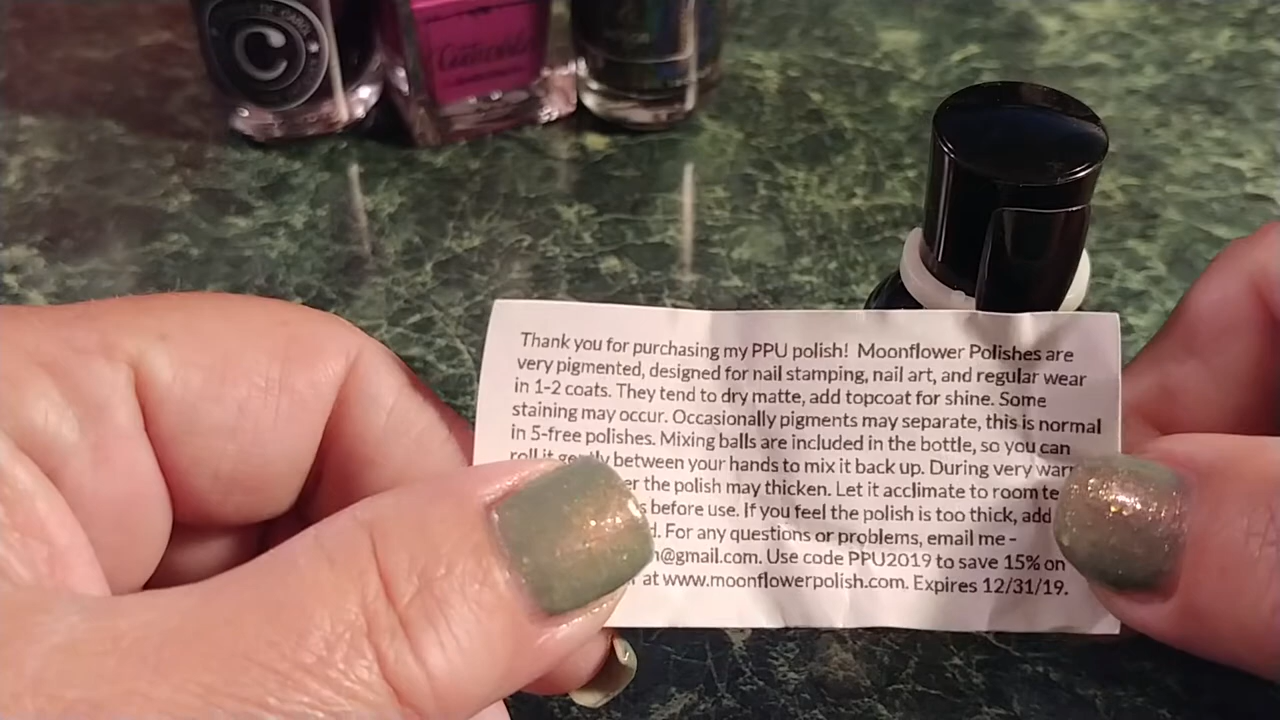 C
Thank you for purchasing my PPU polish! Moonflower Polishes are
very pigmented, designed for nail stamping, nail art, and regular wear
in 1-2 coats. They tend to dry matte, add topcoat for shine. Some
staining may occur. Occasionally pigments may separate, this is normal
in 5-free polishes. Mixing balls are included in the bottle, so you can
roll it gently between your hands to mix it back up. During very
the polish may thicken. Let it acclimate to room
before use. If you feel the polish is too thick, add
For any questions or problems, email me -
@gmail.com. Use code PPU2019 to save 15% on
at www.moonflowerpolish.com. Expires 12/31/19.